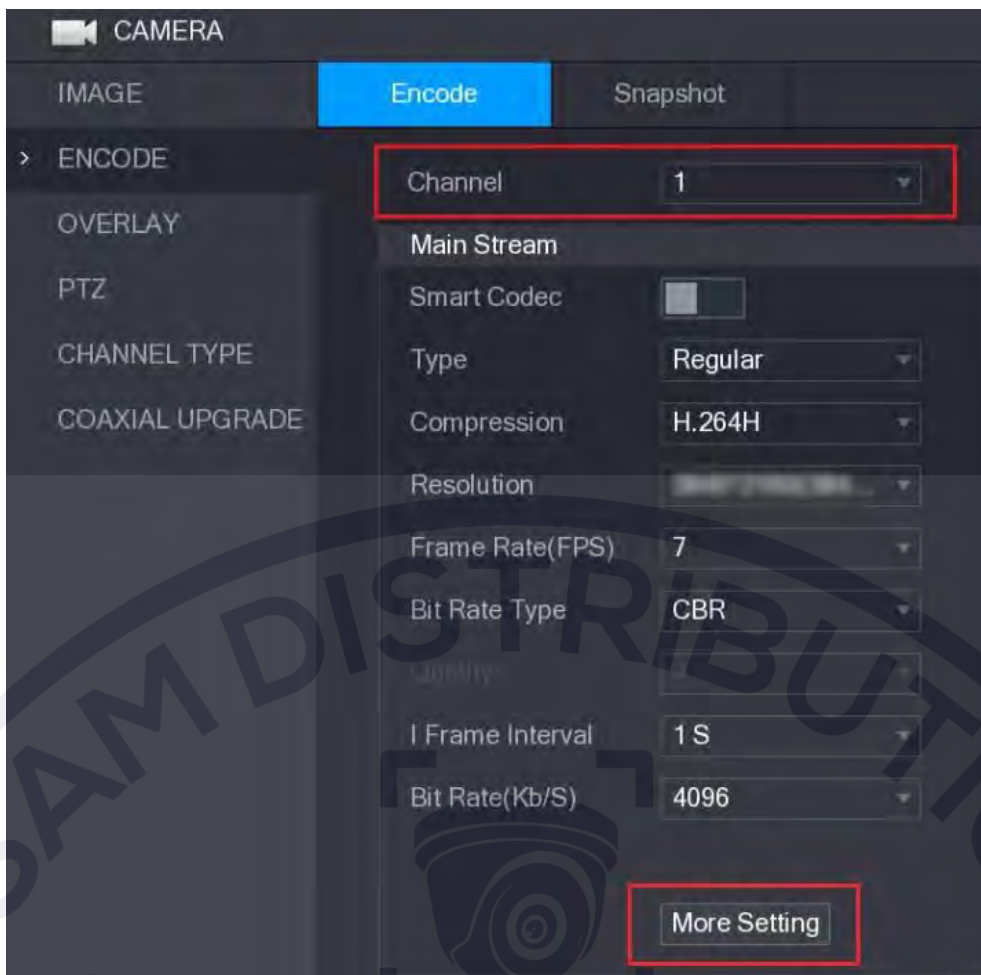 CAMERA
IMAGE
Encode Snapshot
> ENCODE
Channel 1
OVERLAY
Main Stream
PTZ
Smart Codec
CHANNEL TYPE
Type Regular
COAXIAL UPGRADE
Compression H.264H
Resolution
Frame Rate(FPS) 7
Bit Rate Type CBR
Quality
I Frame Interval 1 S
Bit Rate(Kb/S) 4096
More Setting